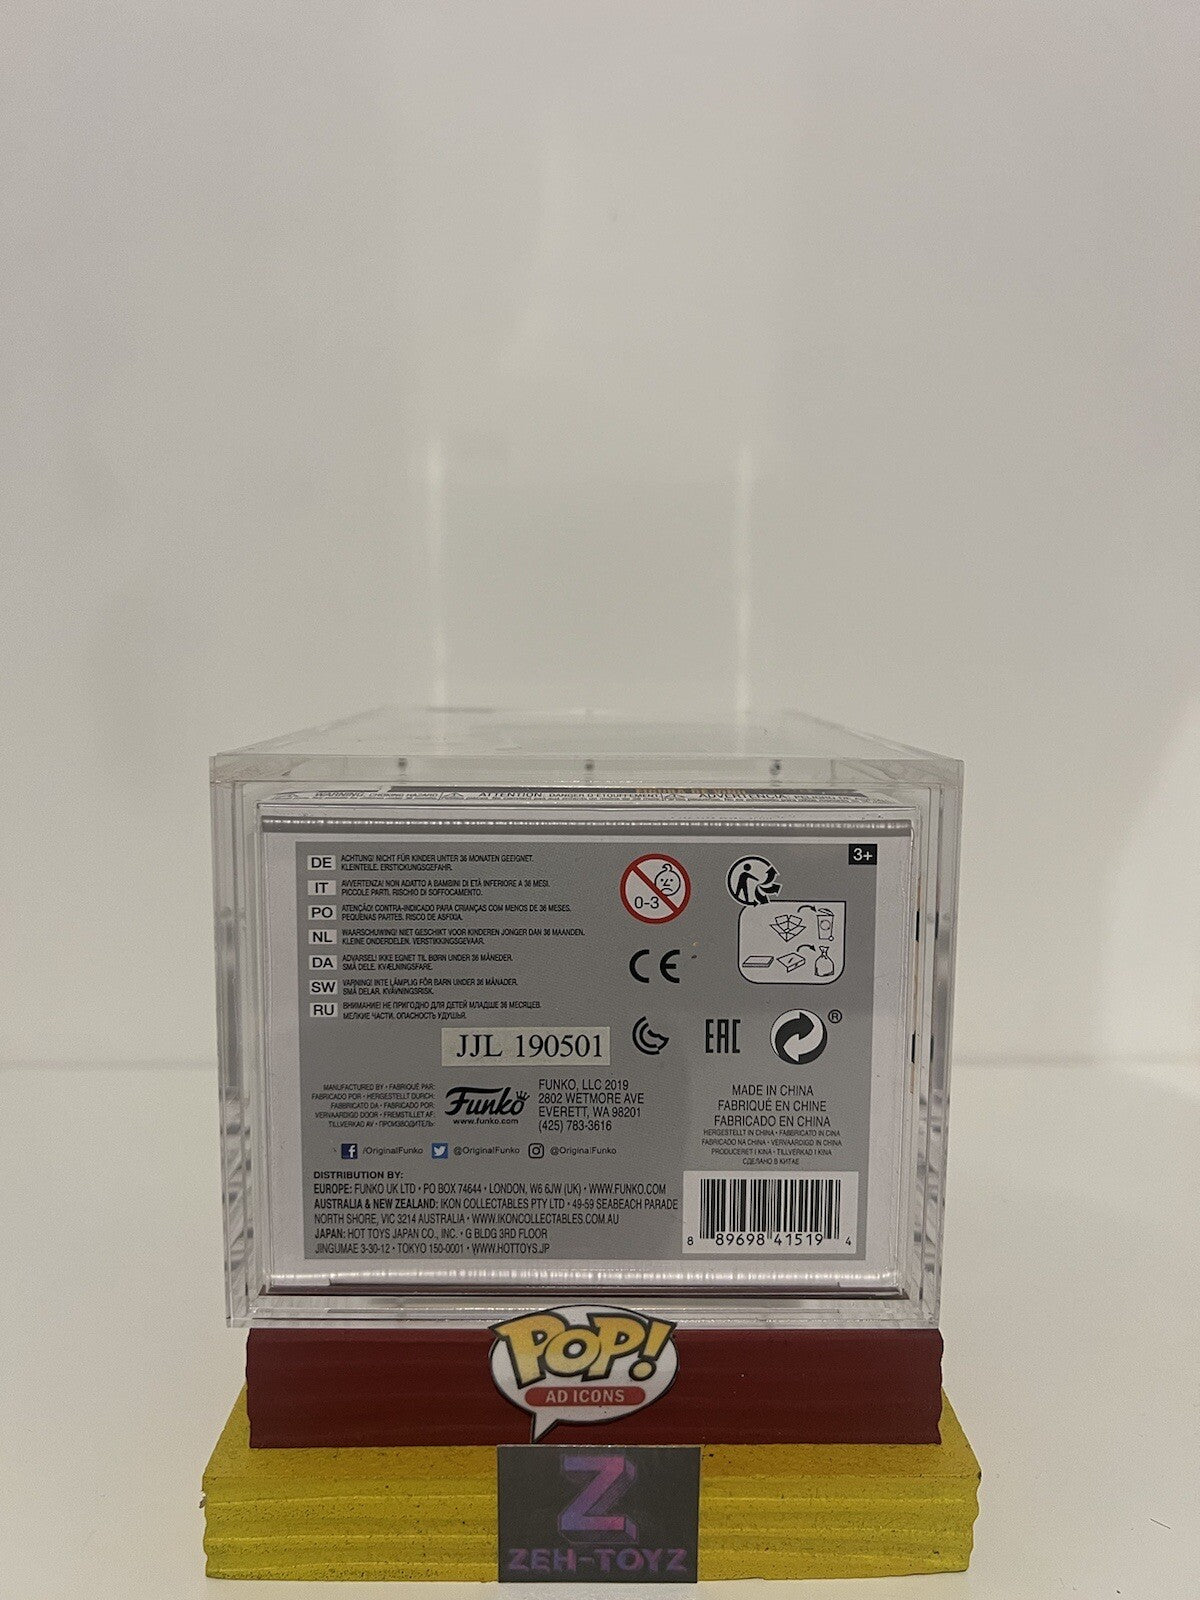 WARNING: CHOKING HAZARD
ATTENTION: DANGER D'ÉTOUFFEMENT
3+
DE ACHTUNG! NICHT FÜR KINDER UNTER 36 MONATEN GEEIGNET.
KLEINTEILE. ERSTICKUNGSGEFAHR.
IT AVVERTENZA! NON ADATTO A BAMBINI DI ETÀ INFERIORE A 36 MESI.
PICCOLE PARTI. RISCHIO DI SOFFOCAMENTO.
PO ATENÇÃO! CONTRA-INDICADO PARA CRIANÇAS COM MENOS DE 36 MESES.
PEQUENAS PARTES. RISCO DE ASFIXIA.
NL WAARSCHUWING! NIET GESCHIKT VOOR KINDEREN JONGER DAN 36 MAANDEN.
KLEINE ONDERDELEN. VERSTIKKINGSGEVAAR.
DA ADVARSEL! IKKE EGNET TIL BØRN UNDER 36 MÅNEDER.
SMÅ DELE. KVÆLNINGSFARE.
SW VARNING! INTE LÄMPLIG FÖR BARN UNDER 36 MÅNADER.
SMÅ DELAR. KVÄVNINGSRISK.
RU ВНИМАНИЕ! НЕ ПРИГОДНО ДЛЯ ДЕТЕЙ МЛАДШЕ 36 МЕСЯЦЕВ.
МЕЛКИЕ ЧАСТИ. ОПАСНОСТЬ УДУШЬЯ.
0-3
CE
EAC
®
JJL 190501
MANUFACTURED BY • FABRIQUÉ PAR:
FABRICADO POR • HERGESTELLT DURCH:
FABBRICATO DA • FABRICADO POR:
VERVAARDIGD DOOR • FREMSTILLET AF:
TILLVERKAD AV • ПРОИЗВОДИТЕЛЬ:
Funko
www.funko.com
FUNKO, LLC 2019
2802 WETMORE AVE
EVERETT, WA 98201
(425) 783-3616
MADE IN CHINA
FABRIQUÉ EN CHINE
FABRICADO EN CHINA
HERGESTELLT IN CHINA • FABBRICATO IN CINA
FABRICADO NA CHINA • VERVAARDIGD IN CHINA
PRODUCERET I KINA • TILLVERKAD I KINA
СДЕЛАНО В КИТАЕ
/OriginalFunko @OriginalFunko @OriginalFunko
DISTRIBUTION BY:
EUROPE: FUNKO UK LTD • PO BOX 74644 • LONDON, W6 6JW (UK) • WWW.FUNKO.COM
AUSTRALIA & NEW ZEALAND: IKON COLLECTABLES PTY LTD • 49-59 SEABEACH PARADE
NORTH SHORE, VIC 3214 AUSTRALIA • WWW.IKONCOLLECTABLES.COM.AU
JAPAN: HOT TOYS JAPAN CO., INC. • G BLDG 3RD FLOOR
JINGUMAE 3-30-12 • TOKYO 150-0001 • WWW.HOTTOYS.JP
8 89698 41519 4
POP!
AD ICONS
Z
ZEH-TOYZ